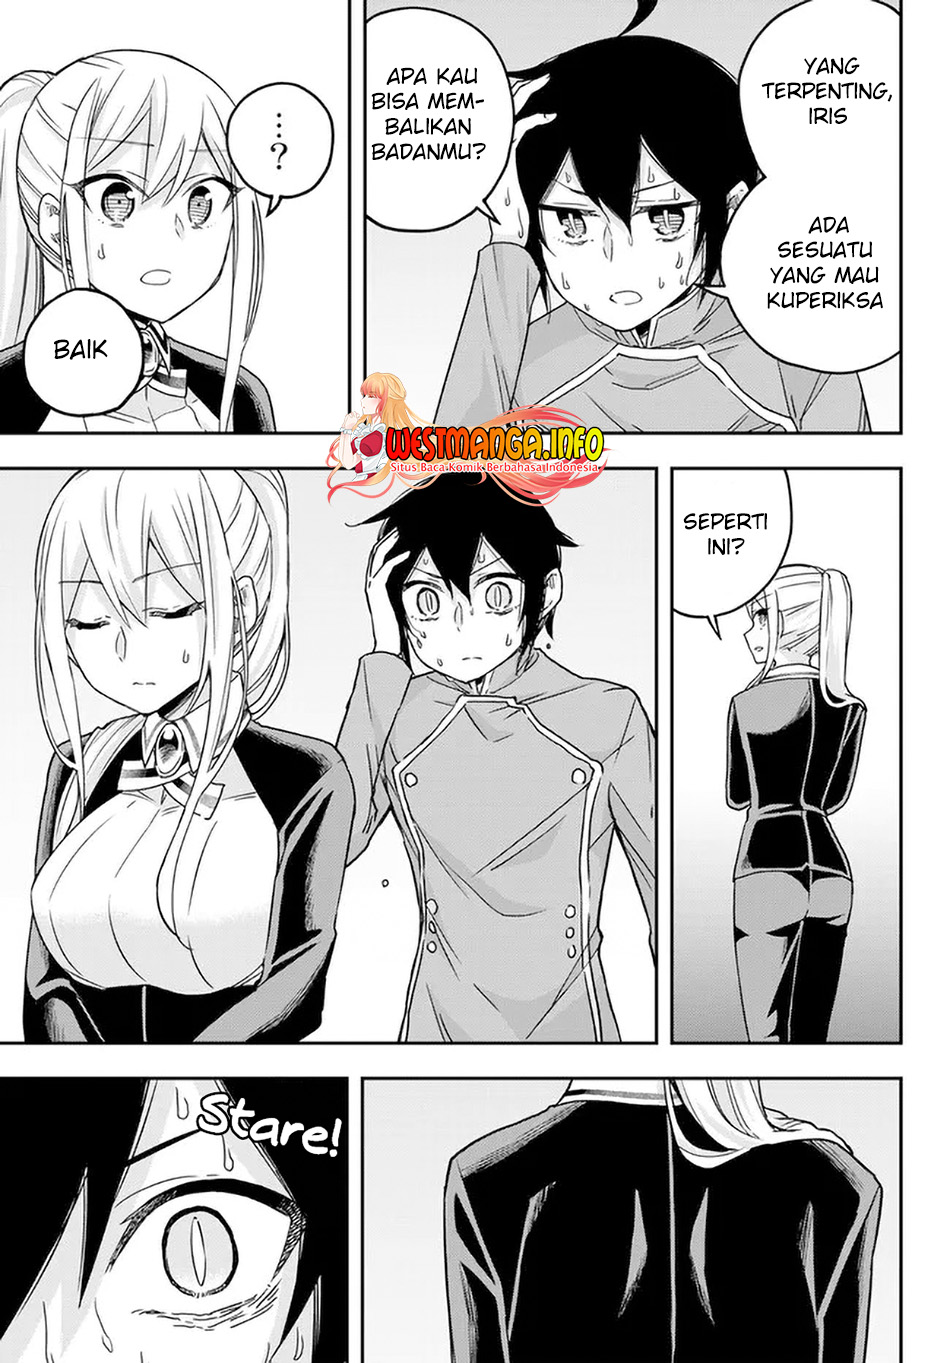 YANG
TERPENTING,
IRIS
ADA
SESUATU
YANG MAU
KUPERIKSA
APA KAU
BISA MEM-
BALIKAN
BADANMU?
...?
BAIK
WESTMANGA.INFO
Situs Baca Komik Berbahasa Indonesia
SEPERTI
INI?
Stare!